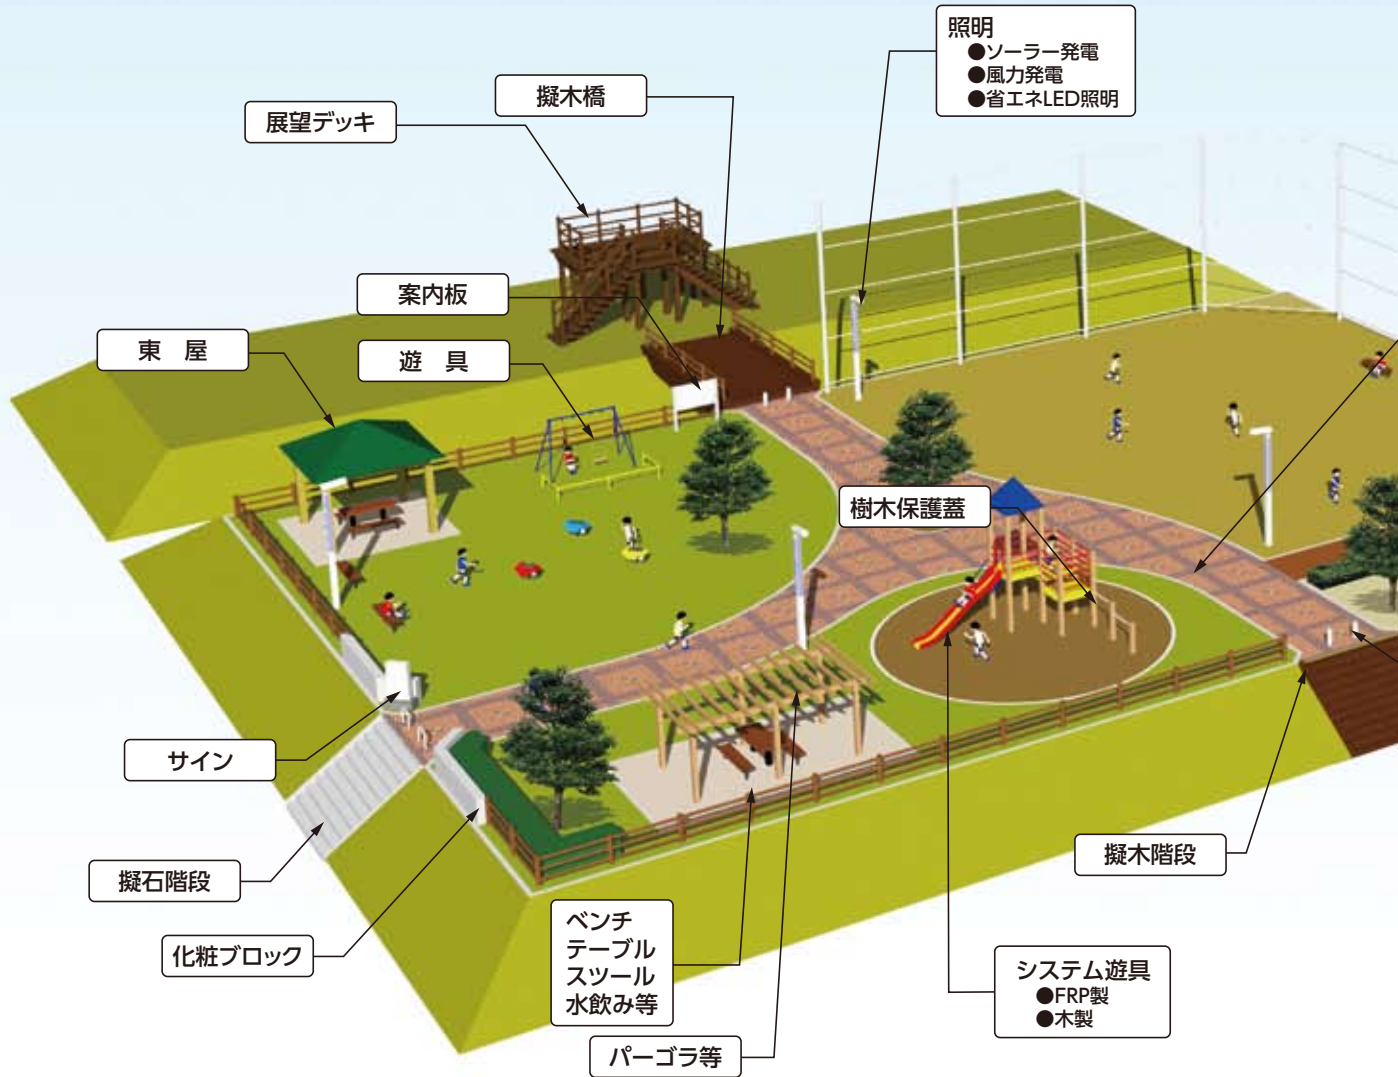 照明
●ソーラー発電
●風力発電
●省エネLED照明
擬木橋
展望デッキ
案内板
東　屋
遊　具
樹木保護蓋
サイン
擬石階段
擬木階段
化粧ブロック
ベンチ
テーブル
スツール
水飲み等
システム遊具
●FRP製
●木製
パーゴラ等